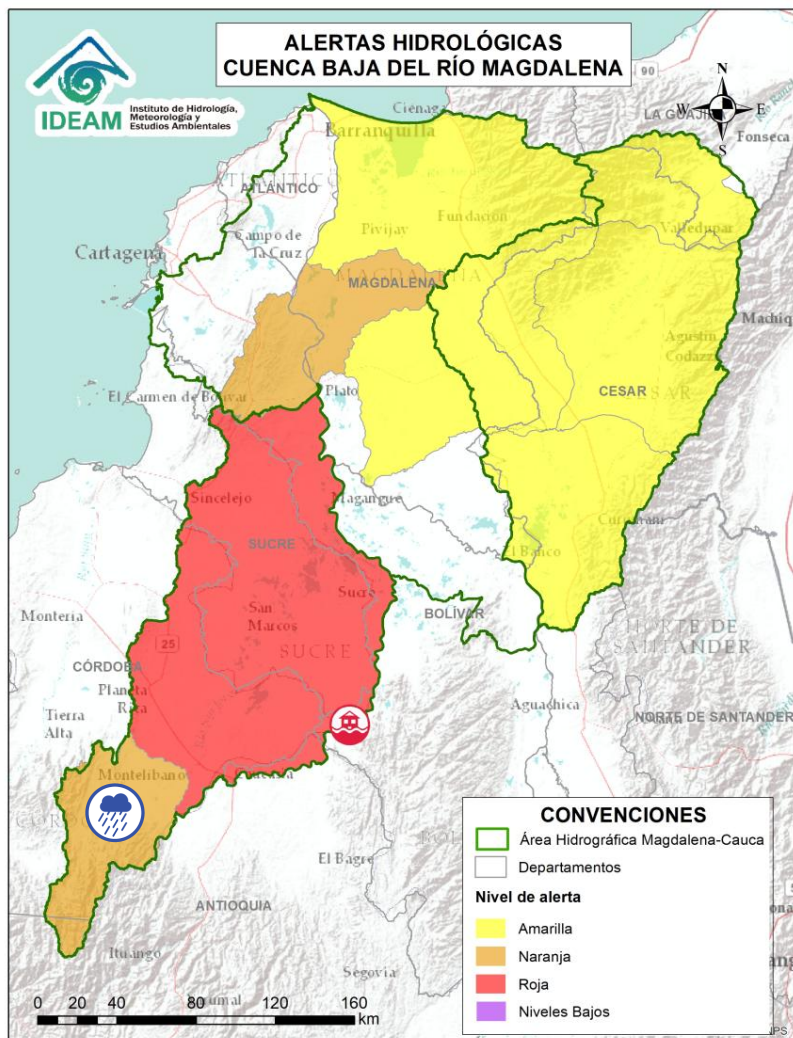 ALERTAS HIDROLÓGICAS
CUENCA BAJA DEL RÍO MAGDALENA
IDEAM
Instituto de Hidrología,
Meteorología y
Estudios Ambientales
N
W
E
S
90
Ciénaga
LA GUAJIRA
Fonseca
Barranquilla
ATLÁNTICO
Pivijay
Fundación
Valledupar
Cartagena
Campo de
la Cruz
MAGDALENA
Machiq
Agustín
Codazzi
CESAR
El Carmen de Bolívar
Plato
Sincelejo
Magangue
SUCRE
El Banco
Montería
San
Marcos
Sucre
BOLÍVAR
SUCRE
NORTE DE
SANTANDER
25
CÓRDOBA
Planeta
Rica
Tierra
Alta
Aguachica
NORTE DE SANTANDER
Montelíbano
El Bagre
ANTIOQUIA
Ituango
Segovia
CONVENCIONES
Área Hidrográfica Magdalena-Cauca
Departamentos
Nivel de alerta
Amarilla
Naranja
Roja
Niveles Bajos
0 20 40 80 120 160
km